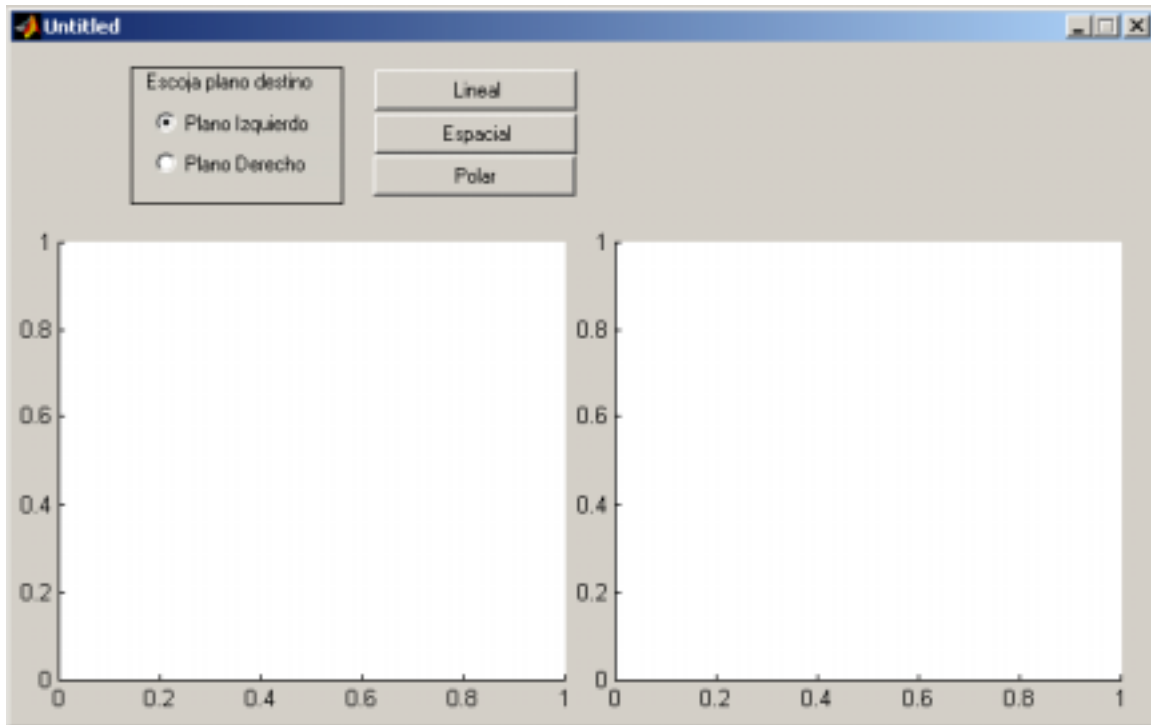 Untitled
Escoja plano destino
Plano Izquierdo
Plano Derecho
Lineal
Espacial
Polar
1
0.8
0.6
0.4
0.2
0
0 0.2 0.4 0.6 0.8 1
1
0.8
0.6
0.4
0.2
0
0 0.2 0.4 0.6 0.8 1